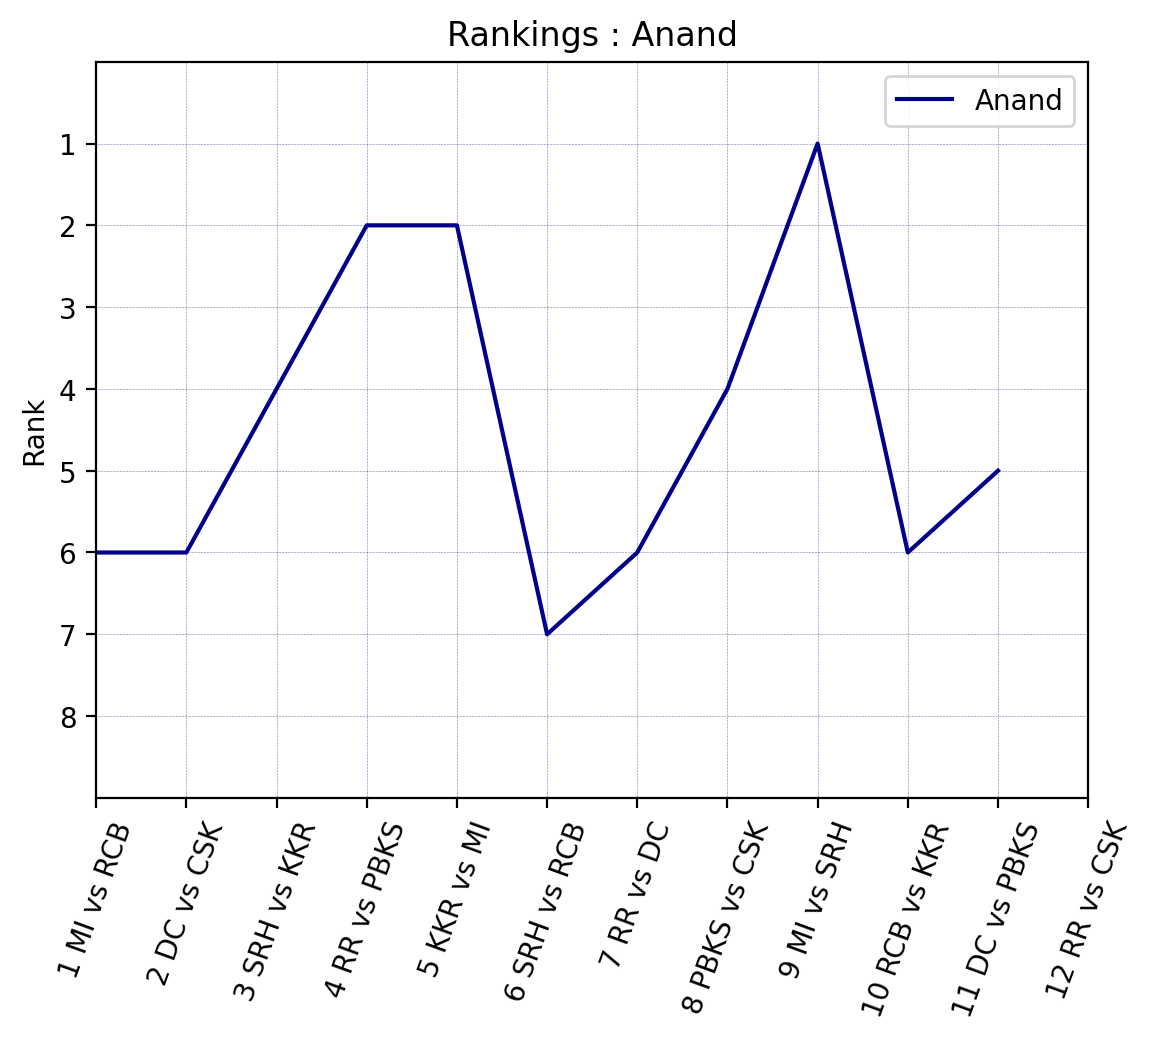 Rankings : Anand
Anand
Rank
1
2
3
4
5
6
7
8
1 MI vs RCB
2 DC vs CSK
3 SRH vs KKR
4 RR vs PBKS
5 KKR vs MI
6 SRH vs RCB
7 RR vs DC
8 PBKS vs CSK
9 MI vs SRH
10 RCB vs KKR
11 DC vs PBKS
12 RR vs CSK